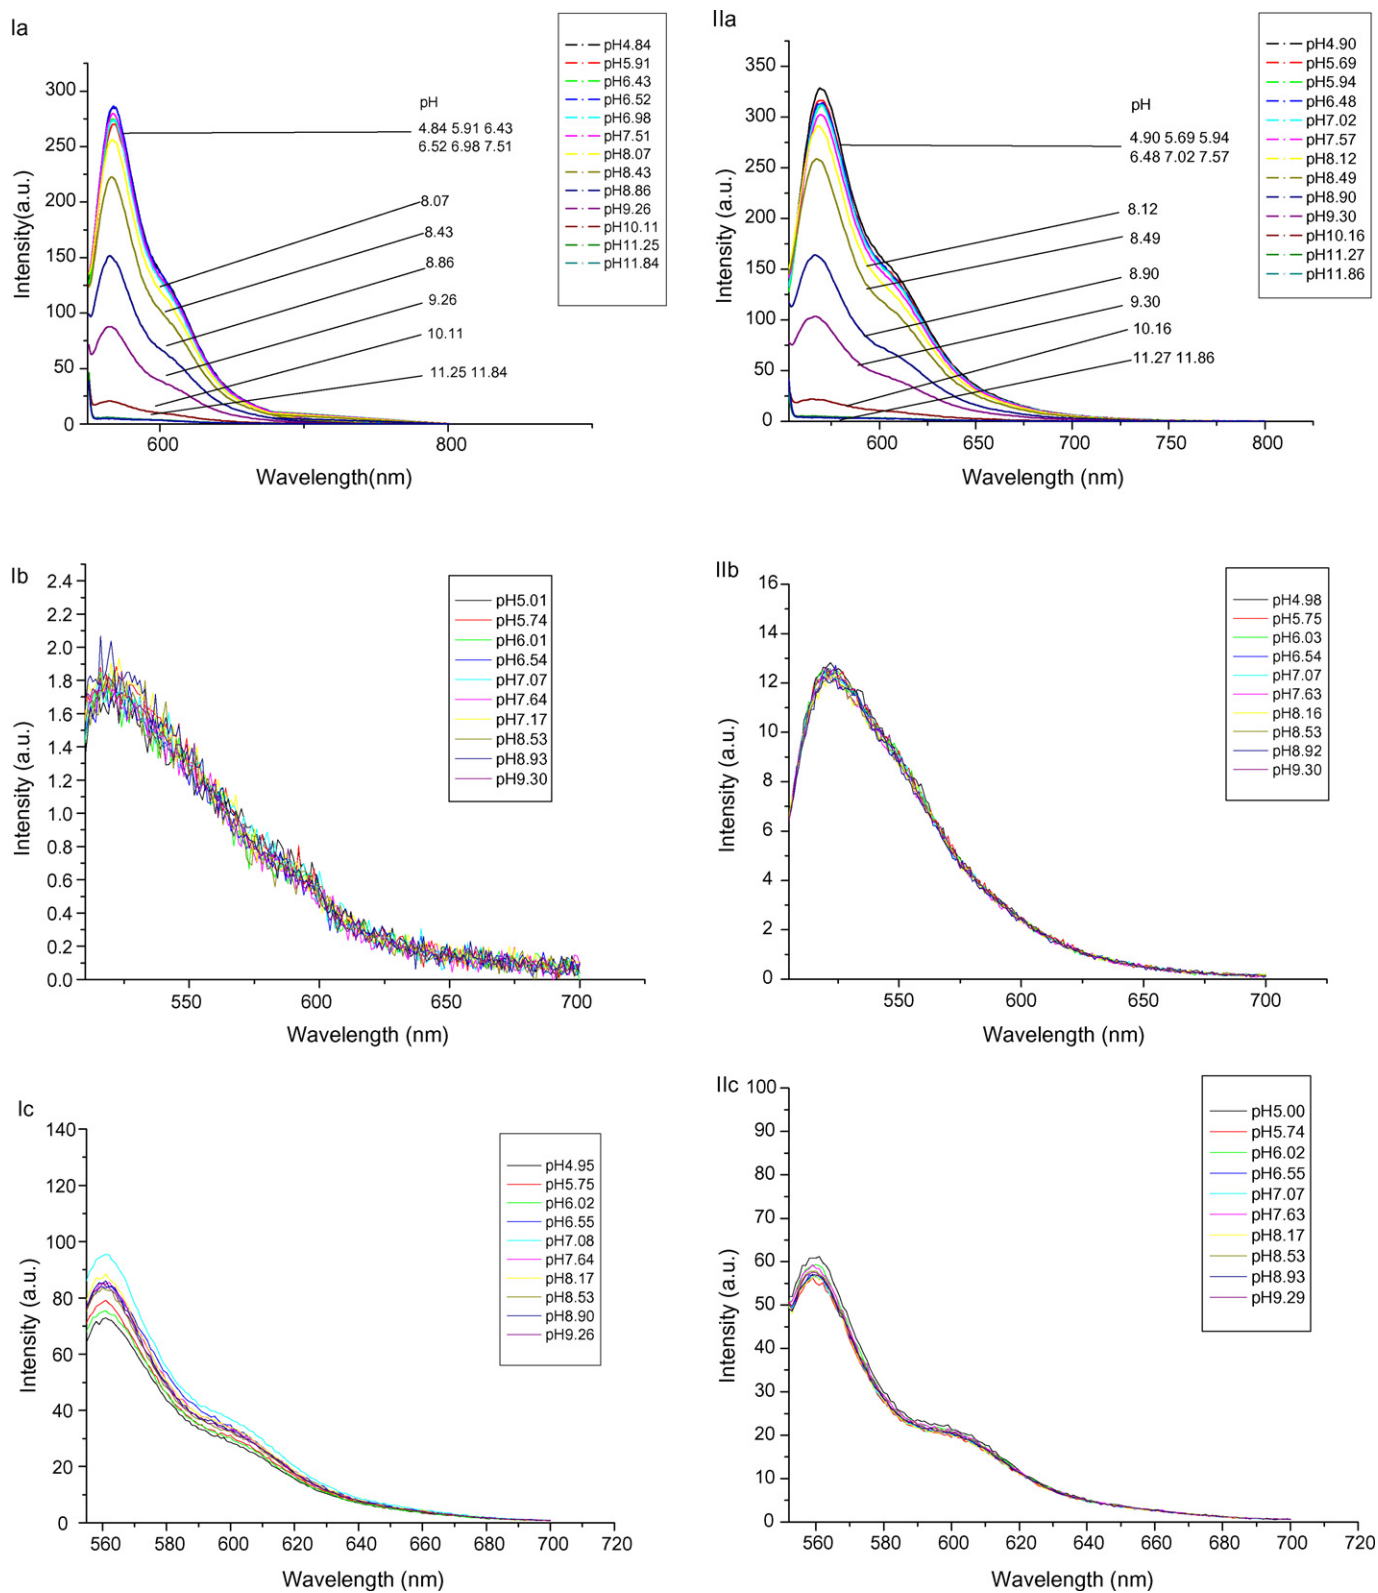 Ia
pH4.84
pH5.91
pH6.43
pH6.52
pH6.98
pH7.51
pH8.07
pH8.43
pH8.86
pH9.26
pH10.11
pH11.25
pH11.84
pH
4.84 5.91 6.43
6.52 6.98 7.51
8.07
8.43
8.86
9.26
10.11
11.25 11.84
300
250
200
150
100
50
0
600
800
Intensity(a.u.)
Wavelength(nm)
IIa
pH4.90
pH5.69
pH5.94
pH6.48
pH7.02
pH7.57
pH8.12
pH8.49
pH8.90
pH9.30
pH10.16
pH11.27
pH11.86
pH
4.90 5.69 5.94
6.48 7.02 7.57
8.12
8.49
8.90
9.30
10.16
11.27 11.86
350
300
250
200
150
100
50
0
600
650
700
750
800
Intensity (a.u.)
Wavelength (nm)
Ib
pH5.01
pH5.74
pH6.01
pH6.54
pH7.07
pH7.64
pH7.17
pH8.53
pH8.93
pH9.30
2.4
2.2
2.0
1.8
1.6
1.4
1.2
1.0
0.8
0.6
0.4
0.2
0.0
550
600
650
700
Intensity (a.u.)
Wavelength (nm)
IIb
pH4.98
pH5.75
pH6.03
pH6.54
pH7.07
pH7.63
pH8.16
pH8.53
pH8.92
pH9.30
16
14
12
10
8
6
4
2
0
550
600
650
700
Intensity (a.u.)
Wavelength (nm)
Ic
pH4.95
pH5.75
pH6.02
pH6.55
pH7.08
pH7.64
pH8.17
pH8.53
pH8.90
pH9.26
140
120
100
80
60
40
20
0
560
580
600
620
640
660
680
700
720
Intensity (a.u.)
Wavelength (nm)
IIc
pH5.00
pH5.74
pH6.02
pH6.55
pH7.07
pH7.63
pH8.17
pH8.53
pH8.93
pH9.29
100
90
80
70
60
50
40
30
20
10
0
560
580
600
620
640
660
680
700
720
Intensity (a.u.)
Wavelength (nm)